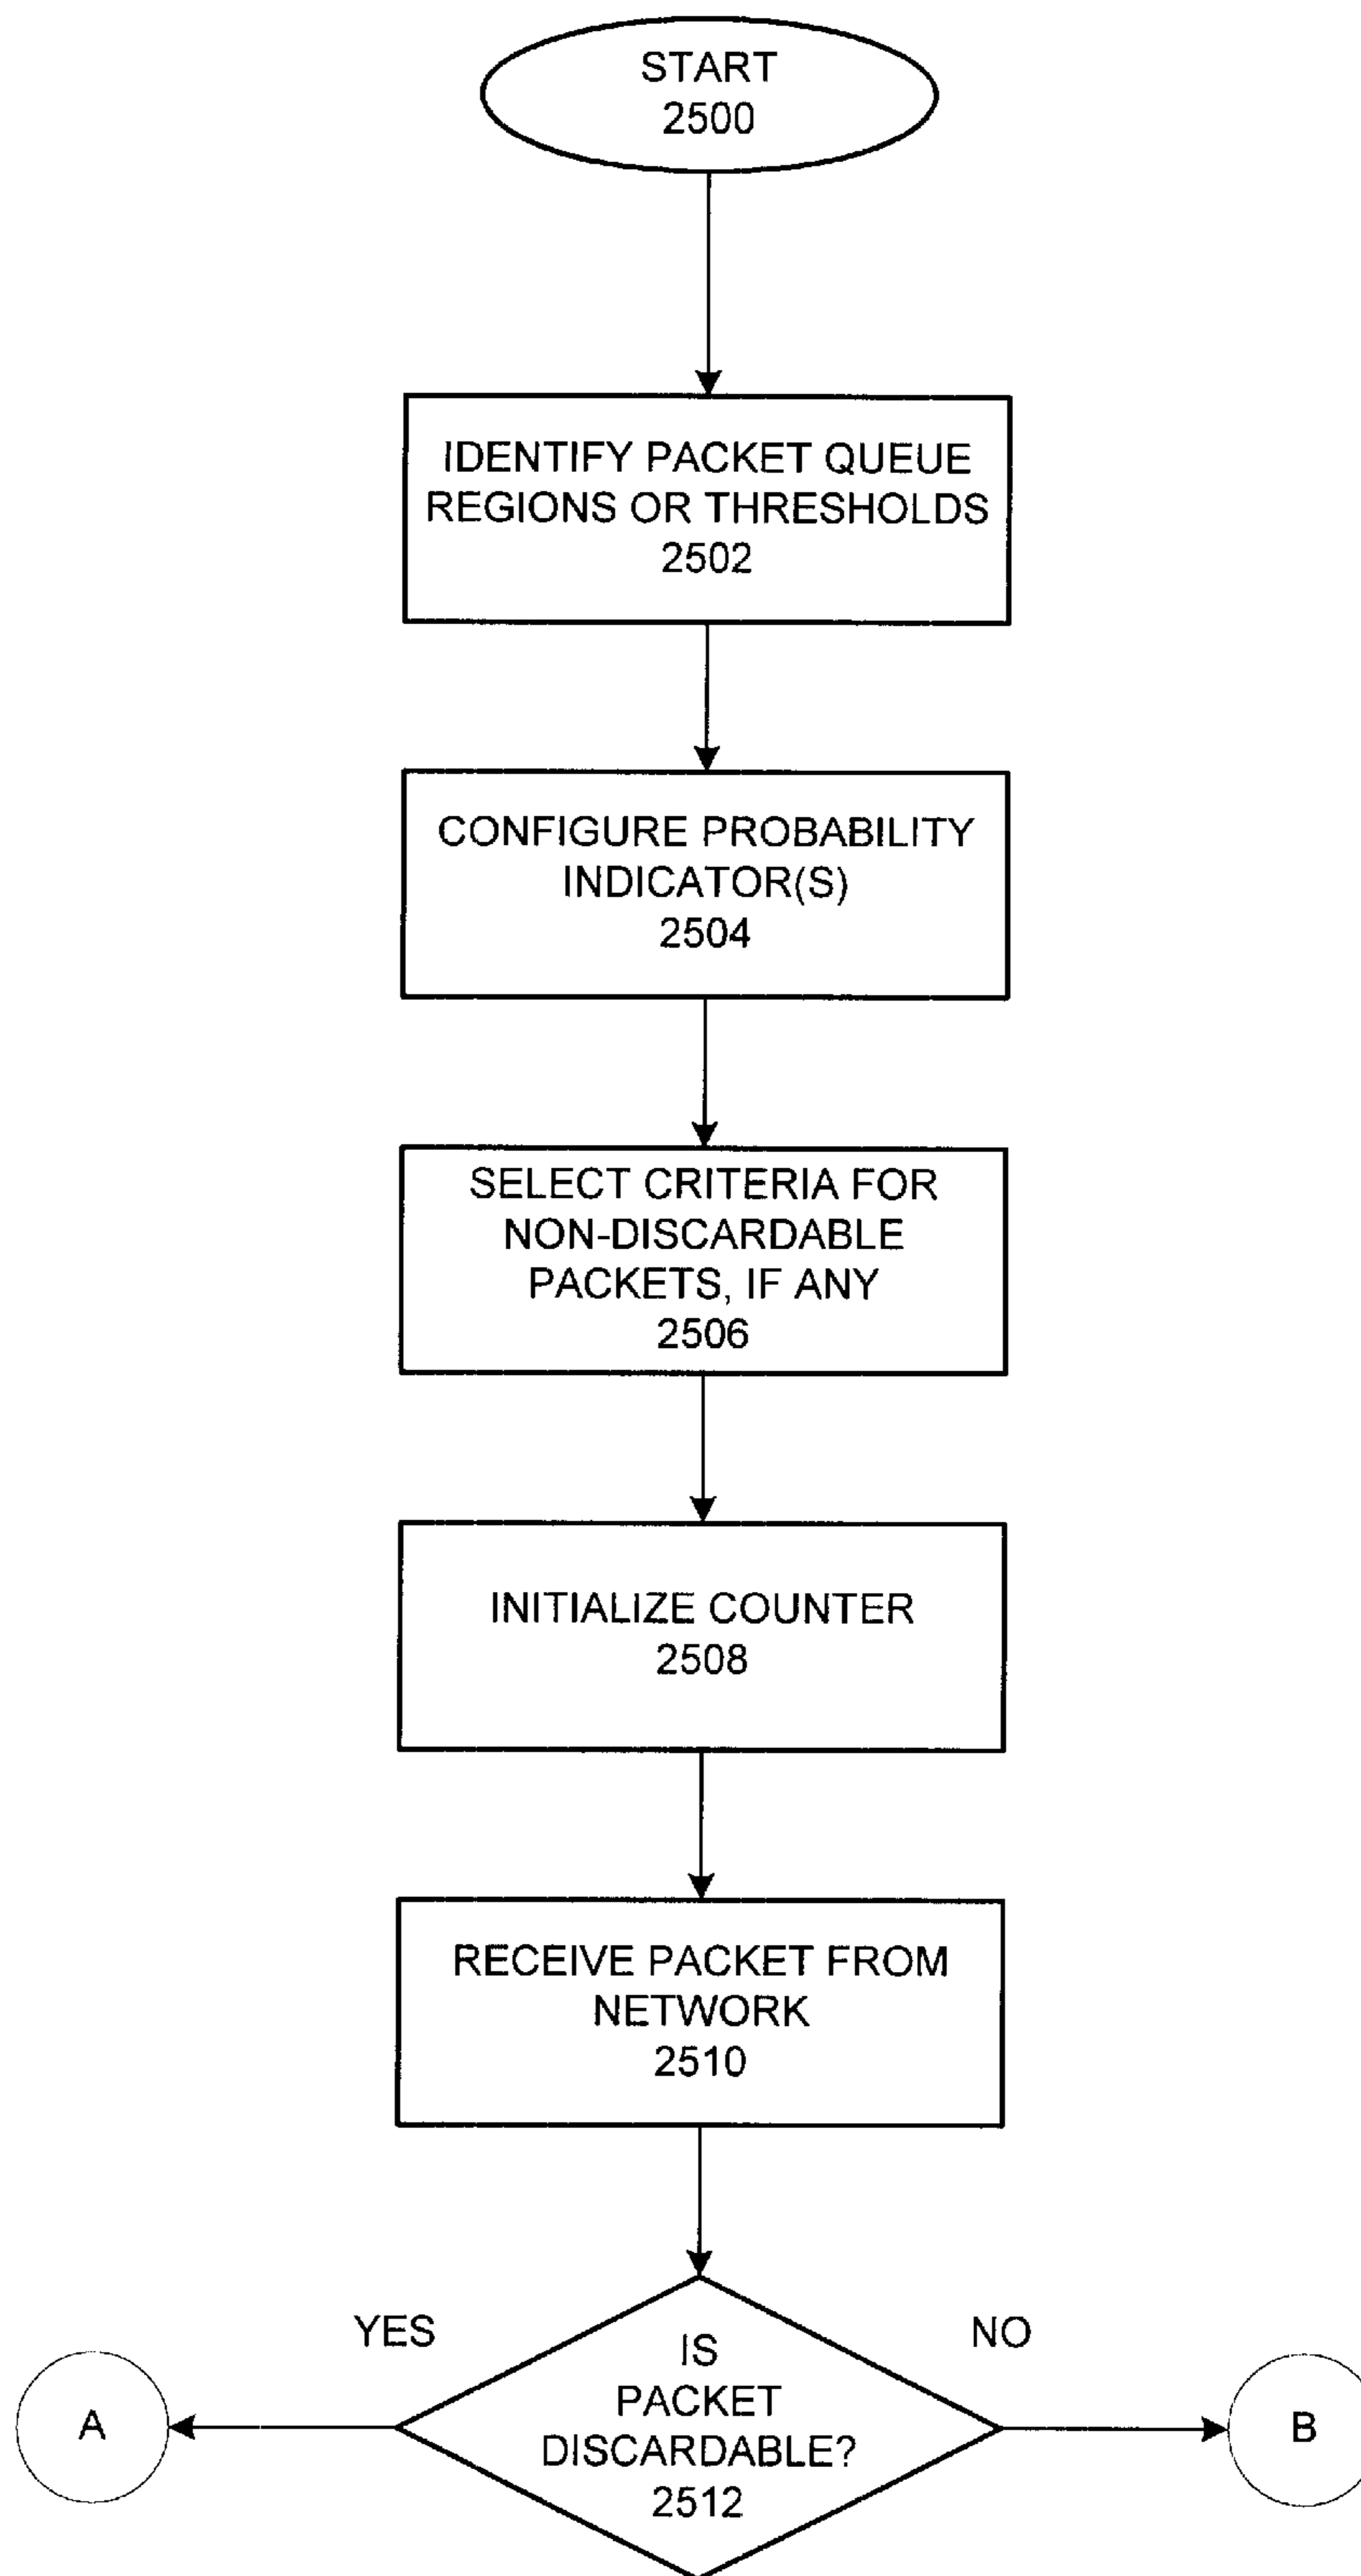 START
2500
IDENTIFY PACKET QUEUE
REGIONS OR THRESHOLDS
2502
CONFIGURE PROBABILITY
INDICATOR(S)
2504
SELECT CRITERIA FOR
NON-DISCARDABLE
PACKETS, IF ANY
2506
INITIALIZE COUNTER
2508
RECEIVE PACKET FROM
NETWORK
2510
YES
NO
IS
PACKET
DISCARDABLE?
2512
A
B